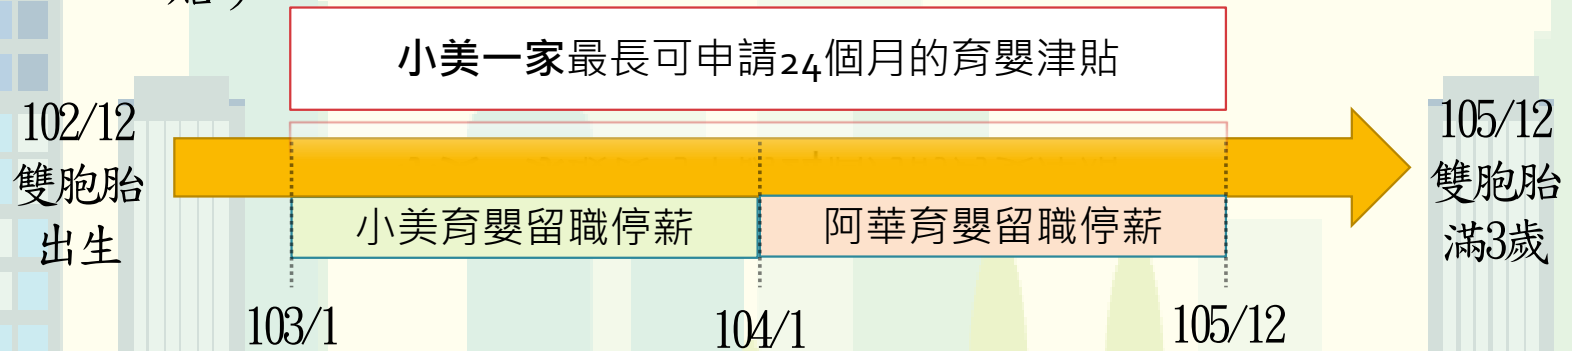 小美一家最長可申請24個月的育嬰津貼
102/12
雙胞胎
出生
105/12
雙胞胎
滿3歲
小美育嬰留職停薪
阿華育嬰留職停薪
103/1
104/1
105/12